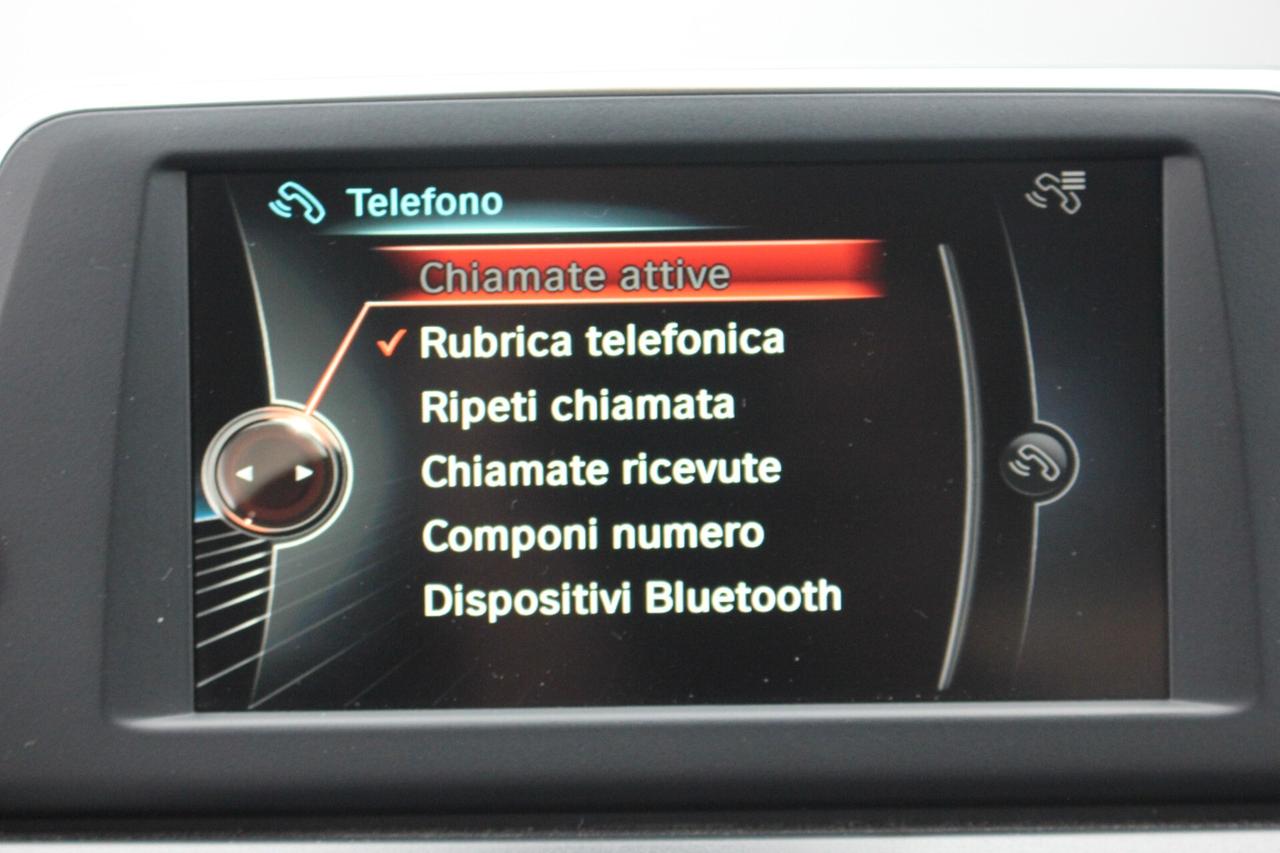 Telefono
Chiamate attive
Rubrica telefonica
Ripeti chiamata
Chiamate ricevute
Componi numero
Dispositivi Bluetooth